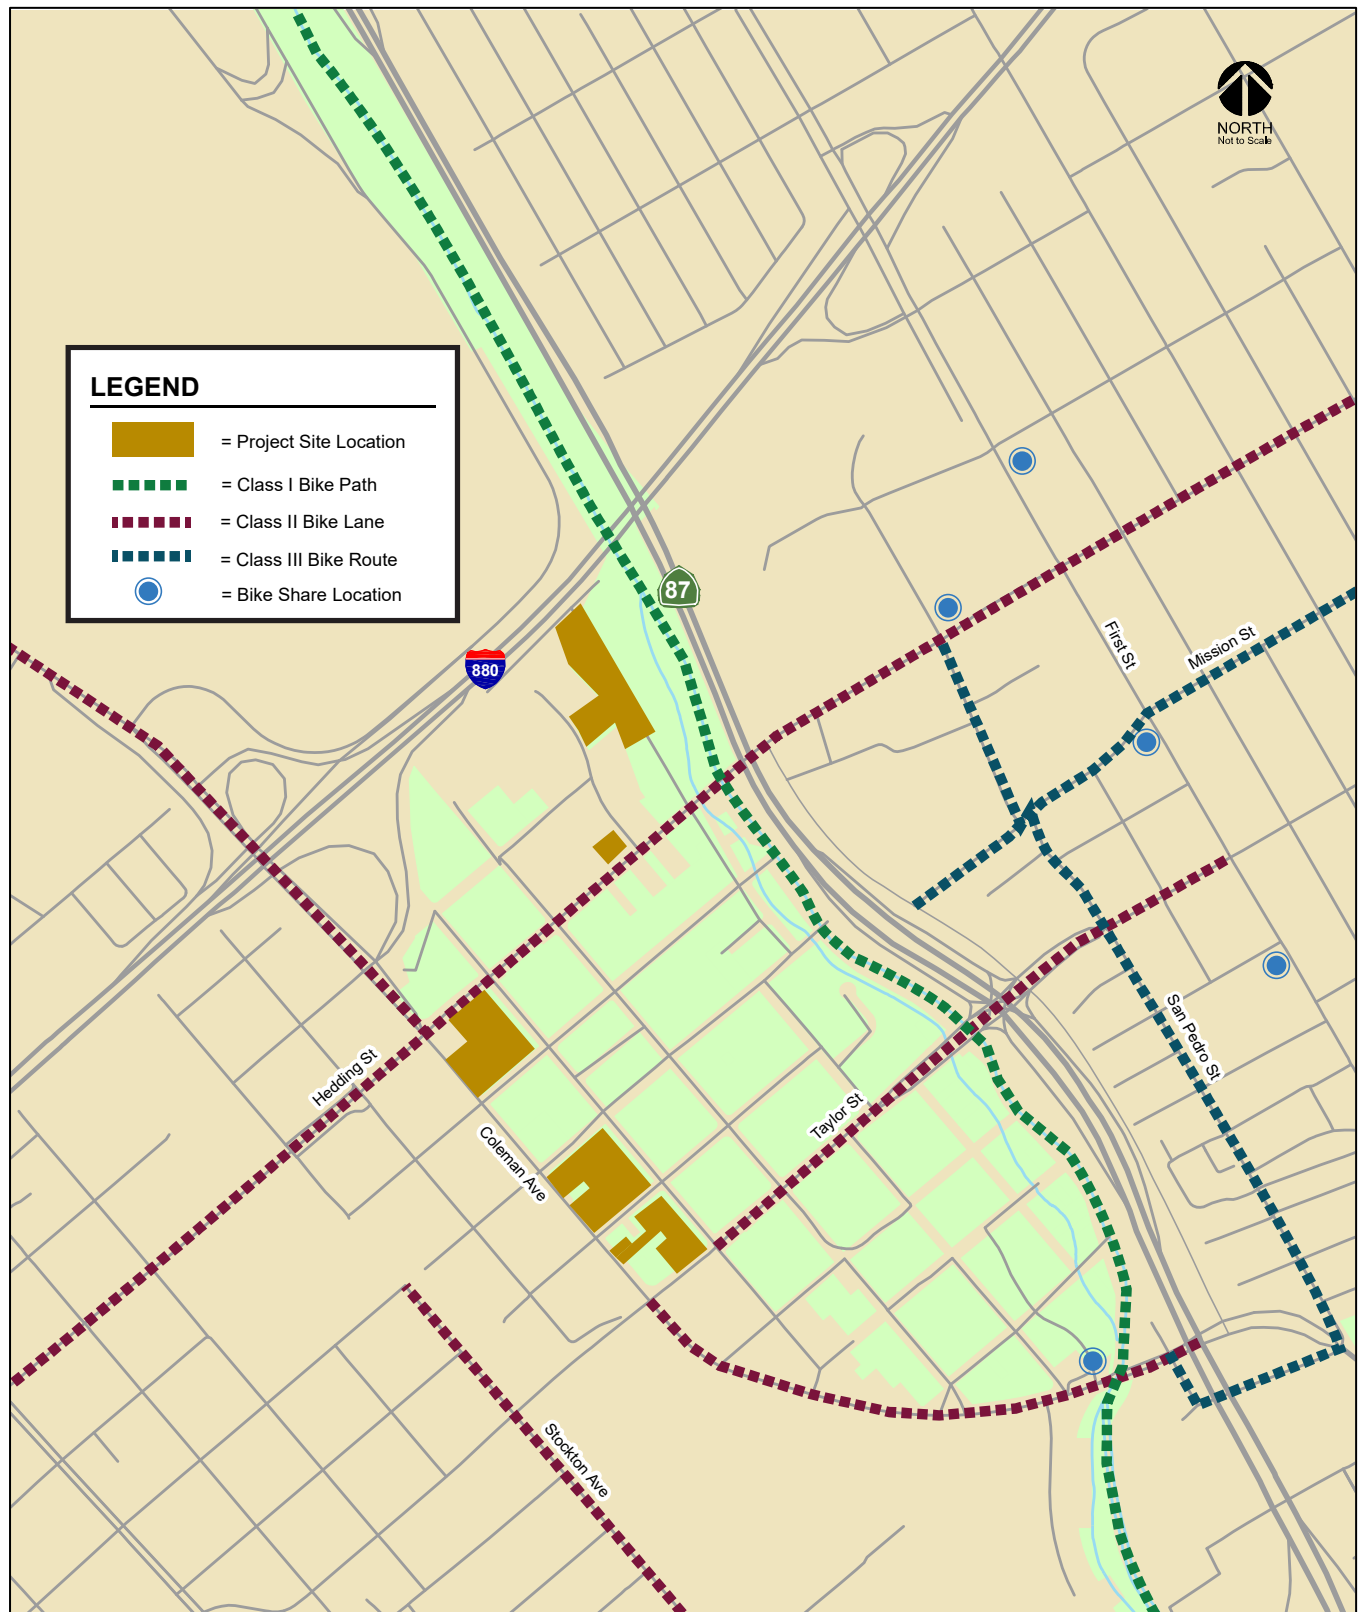 NORTH
Not to Scale
LEGEND
= Project Site Location
= Class I Bike Path
= Class II Bike Lane
= Class III Bike Route
= Bike Share Location
87
880
First St
Mission St
Hedding St
Coleman Ave
Taylor St
San Pedro St
Stockton Ave